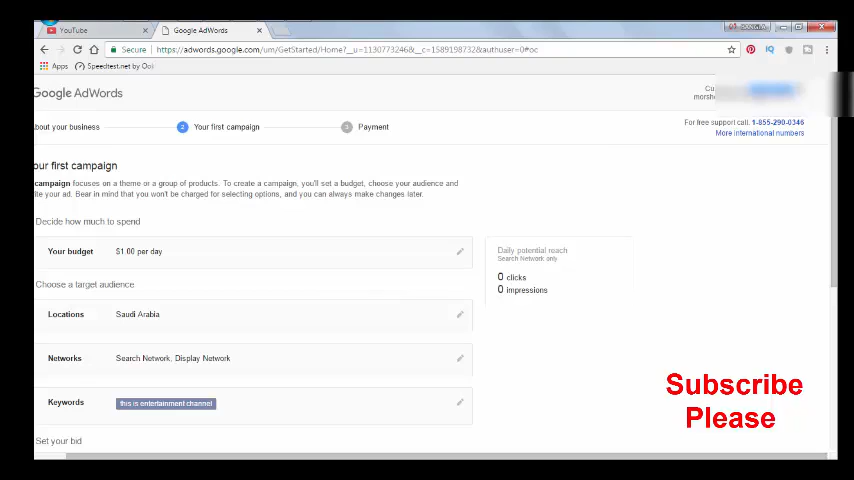 YouTube
Google AdWords
Secure https://adwords.google.com/um/GetStarted/Home?__u=1130773246&__c=1589198732&authuser=0#oc
Apps Speedtest.net by Ookl
Google AdWords
Cu
morshe
about your business
2 Your first campaign
3 Payment
For free support call. 1-855-290-0346
More international numbers
our first campaign
campaign focuses on a theme or a group of products. To create a campaign, you'll set a budget, choose your audience and
ite your ad. Bear in mind that you won't be charged for selecting options, and you can always make changes later.
Decide how much to spend
Your budget $1.00 per day
Daily potential reach
Search Network only
0 clicks
0 impressions
Choose a target audience
Locations Saudi Arabia
Networks Search Network, Display Network
Keywords this is entertainment channel
Set your bid
Subscribe
Please